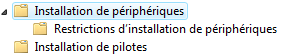 Installation de périphériques
Restrictions d'installation de périphériques
Installation de pilotes